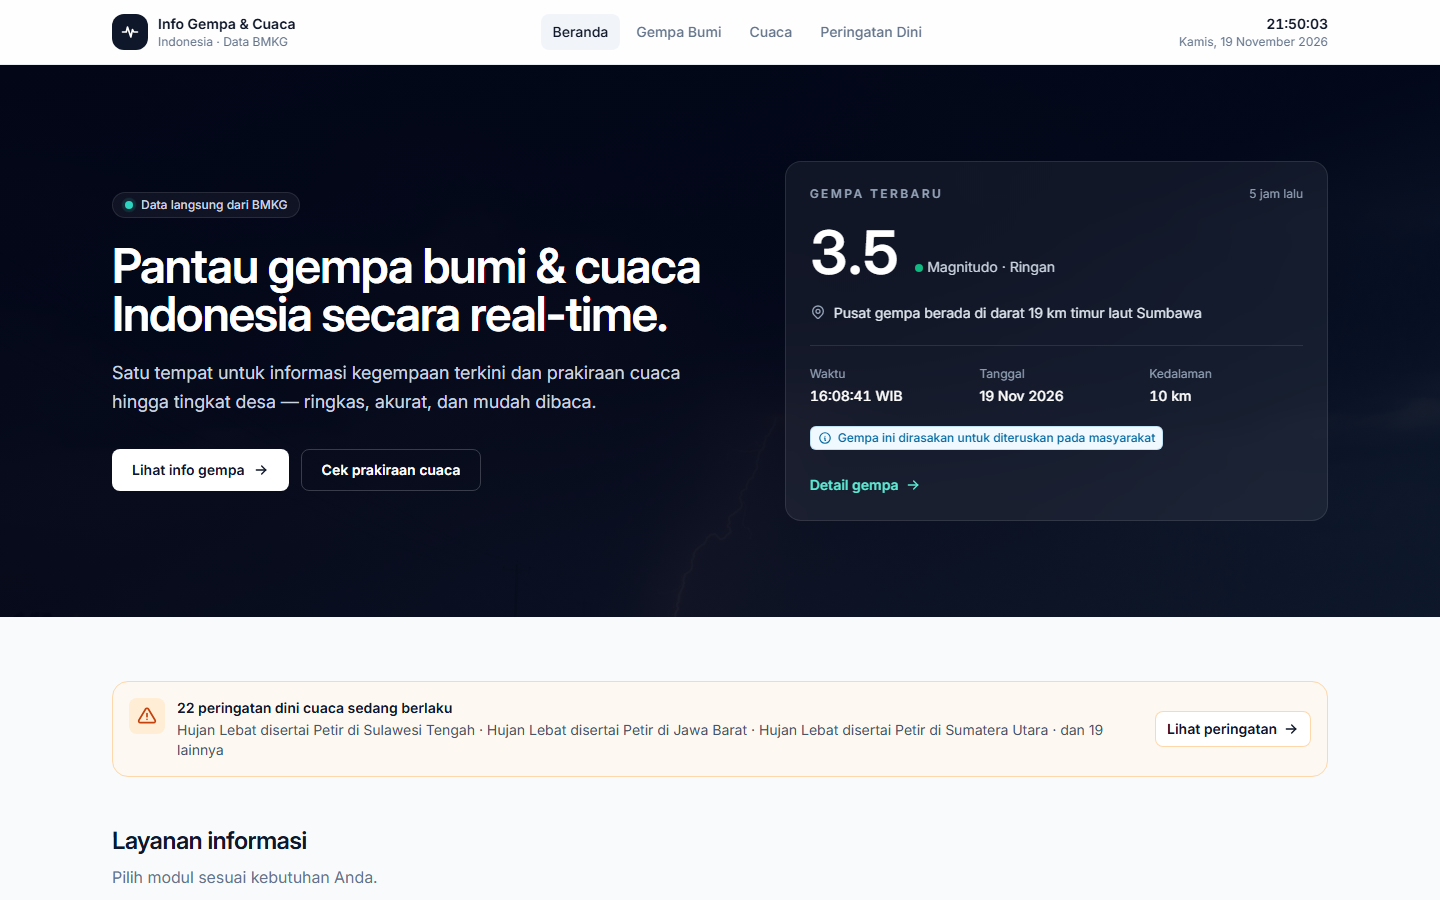 Info Gempa & Cuaca
Indonesia · Data BMKG
Beranda
Gempa Bumi
Cuaca
Peringatan Dini
21:50:03
Kamis, 19 November 2026
Data langsung dari BMKG
Pantau gempa bumi & cuaca
Indonesia secara real-time.
Satu tempat untuk informasi kegempaan terkini dan prakiraan cuaca
hingga tingkat desa — ringkas, akurat, dan mudah dibaca.
Lihat info gempa
Cek prakiraan cuaca
GEMPA TERBARU
5 jam lalu
3.5
Magnitudo · Ringan
Pusat gempa berada di darat 19 km timur laut Sumbawa
Waktu
16:08:41 WIB
Tanggal
19 Nov 2026
Kedalaman
10 km
Gempa ini dirasakan untuk diteruskan pada masyarakat
Detail gempa
22 peringatan dini cuaca sedang berlaku
Hujan Lebat disertai Petir di Sulawesi Tengah · Hujan Lebat disertai Petir di Jawa Barat · Hujan Lebat disertai Petir di Sumatera Utara · dan 19
lainnya
Lihat peringatan
Layanan informasi
Pilih modul sesuai kebutuhan Anda.